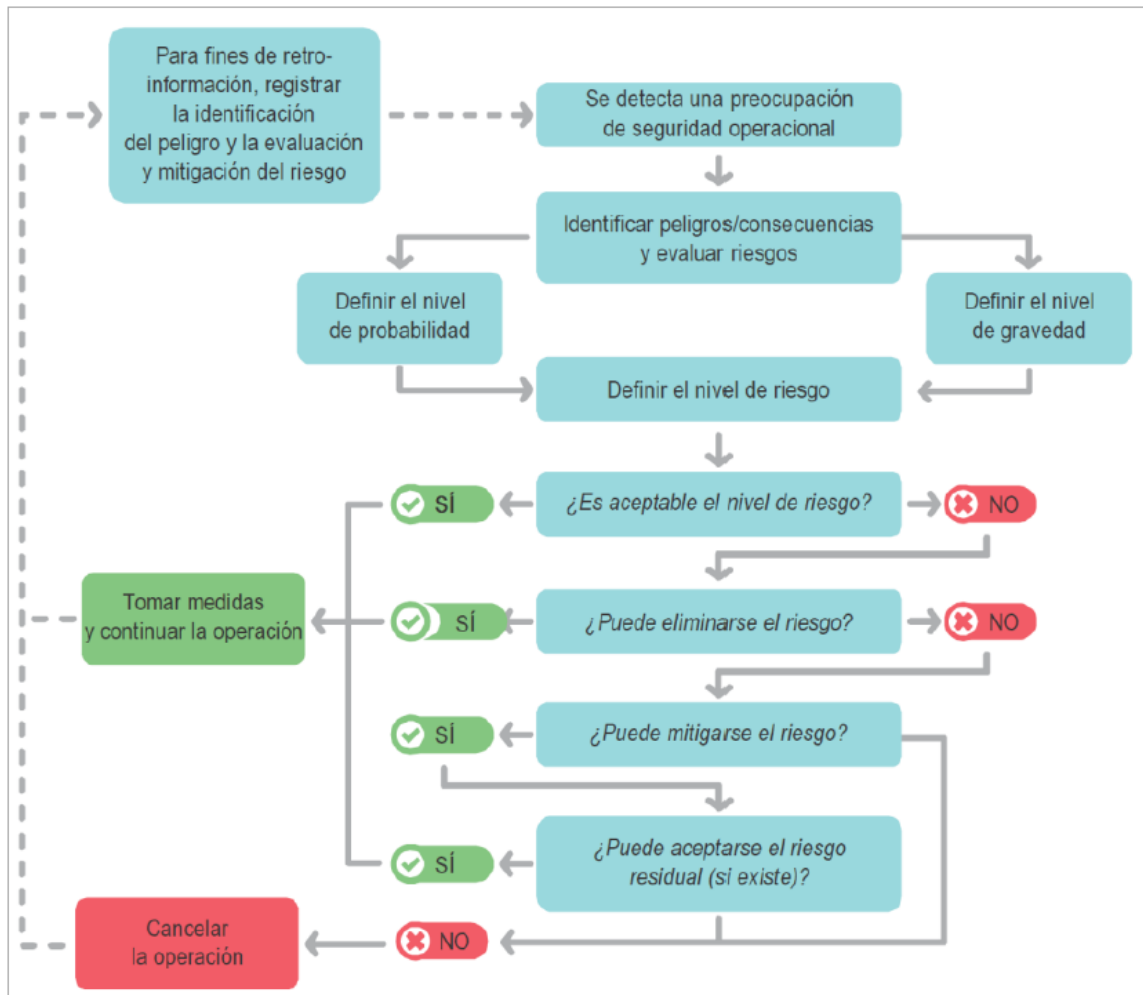 Para fines de retro-
información, registrar
la identificación
del peligro y la evaluación
y mitigación del riesgo
Se detecta una preocupación
de seguridad operacional
Identificar peligros/consecuencias
y evaluar riesgos
Definir el nivel
de probabilidad
Definir el nivel
de gravedad
Definir el nivel de riesgo
SÍ
¿Es aceptable el nivel de riesgo?
NO
Tomar medidas
y continuar la operación
SÍ
¿Puede eliminarse el riesgo?
NO
SÍ
¿Puede mitigarse el riesgo?
SÍ
¿Puede aceptarse el riesgo
residual (si existe)?
Cancelar
la operación
NO